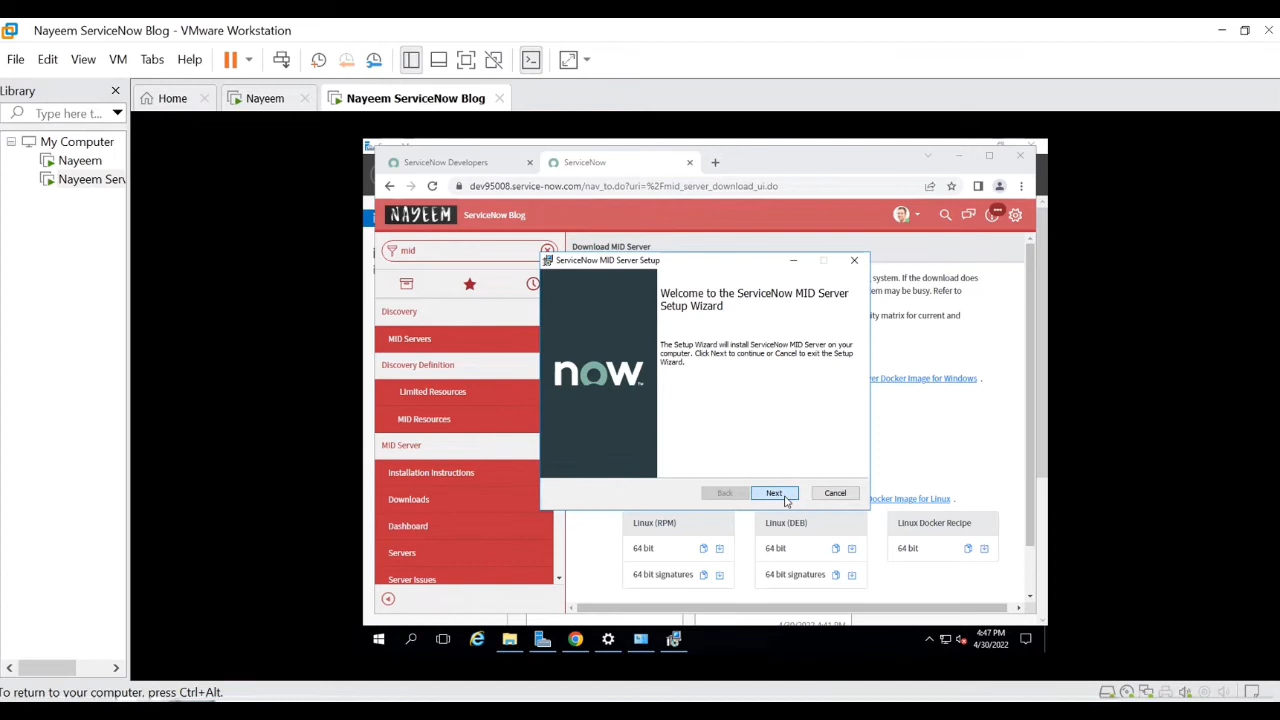 Nayeem ServiceNow Blog - VMware Workstation
File Edit View VM Tabs Help
Library
Home
Nayeem
Nayeem ServiceNow Blog
Type here t...
My Computer
Nayeem
Nayeem Serv
ServiceNow Developers
ServiceNow
dev95008.service-now.com/nav_to.do?uri=%2Fmid_server_download_ui.do
NAYEEM ServiceNow Blog
mid
Download MID Server
Discovery
MID Servers
Discovery Definition
Limited Resources
MID Resources
MID Server
Installation Instructions
Downloads
Dashboard
Servers
Server Issues
system. If the download does
em may be busy. Refer to
ity matrix for current and
er Docker Image for Windows .
Docker Image for Linux .
ServiceNow MID Server Setup
Welcome to the ServiceNow MID Server
Setup Wizard
The Setup Wizard will install ServiceNow MID Server on your
computer. Click Next to continue or Cancel to exit the Setup
Wizard.
now
Back
Next
Cancel
Linux (RPM)
64 bit
64 bit signatures
Linux (DEB)
64 bit
64 bit signatures
Linux Docker Recipe
64 bit
4:47 PM
4/30/2022
To return to your computer, press Ctrl+Alt.